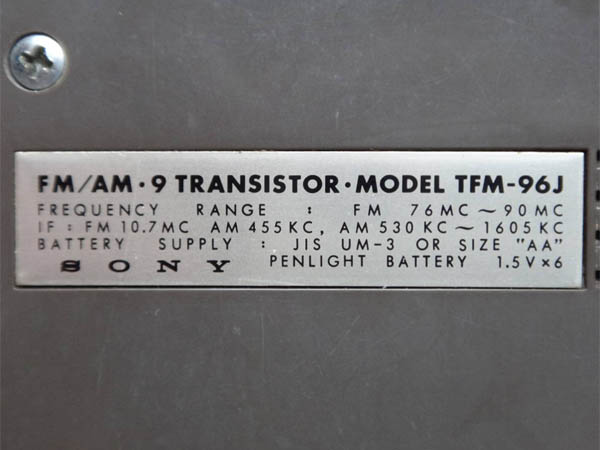 FM/AM·9 TRANSISTOR·MODEL TFM-96J
FREQUENCY RANGE : FM 76MC～90MC
IF : FM 10.7MC AM 455KC, AM 530KC～1605KC
BATTERY SUPPLY : JIS UM-3 OR SIZE "AA"
SONY PENLIGHT BATTERY 1.5V×6